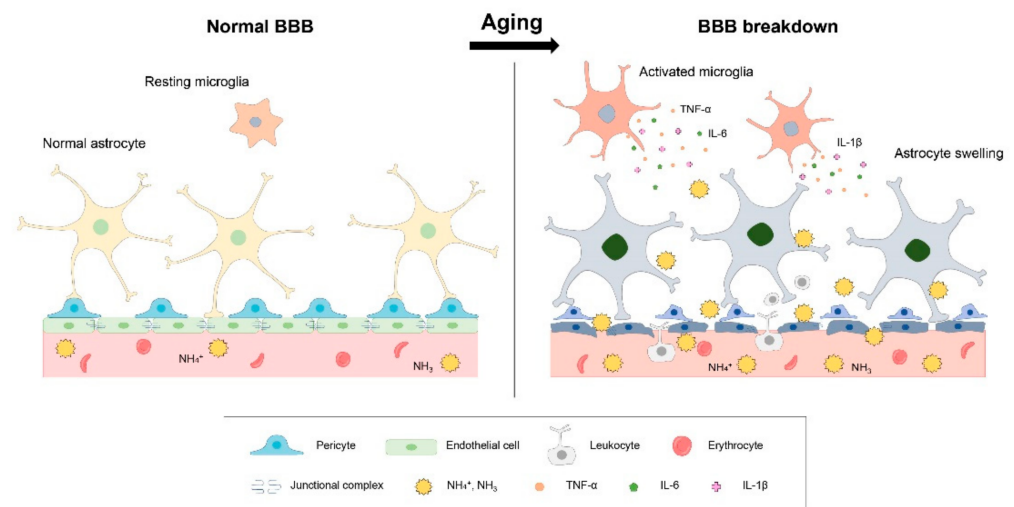 Normal BBB
Aging
BBB breakdown
Resting microglia
Normal astrocyte
NH₄⁺
NH₃
Activated microglia
TNF-α
IL-6
IL-1β
Astrocyte swelling
NH₄⁺
NH₃
Pericyte
Endothelial cell
Leukocyte
Erythrocyte
Junctional complex
NH₄⁺, NH₃
TNF-α
IL-6
IL-1β